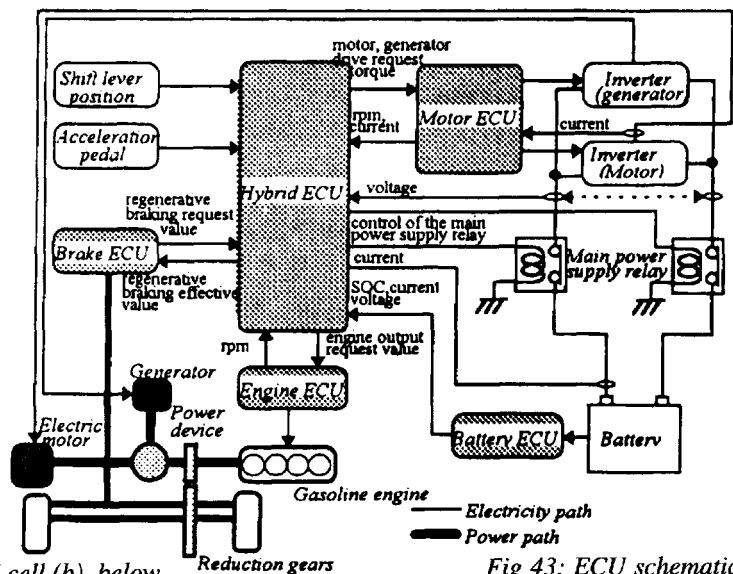 motor, generator
drive request
torque
Shift lever
position
Acceleration
pedal
Hybrid ECU
rpm,
current
Motor ECU
Inverter
(generator
current
Inverter
(Motor)
voltage
regenerative
braking request
value
Brake ECU
regenerative
braking effective
value
control of the main
power supply relay
current
SOC, current
voltage
Main power
supply relay
rpm
engine output
request value
Engine ECU
Generator
Power
device
Electric
motor
Battery ECU
Battery
Gasoline engine
Electricity path
Power path
Reduction gears
cell (b), below
Fig 43: ECU schematic